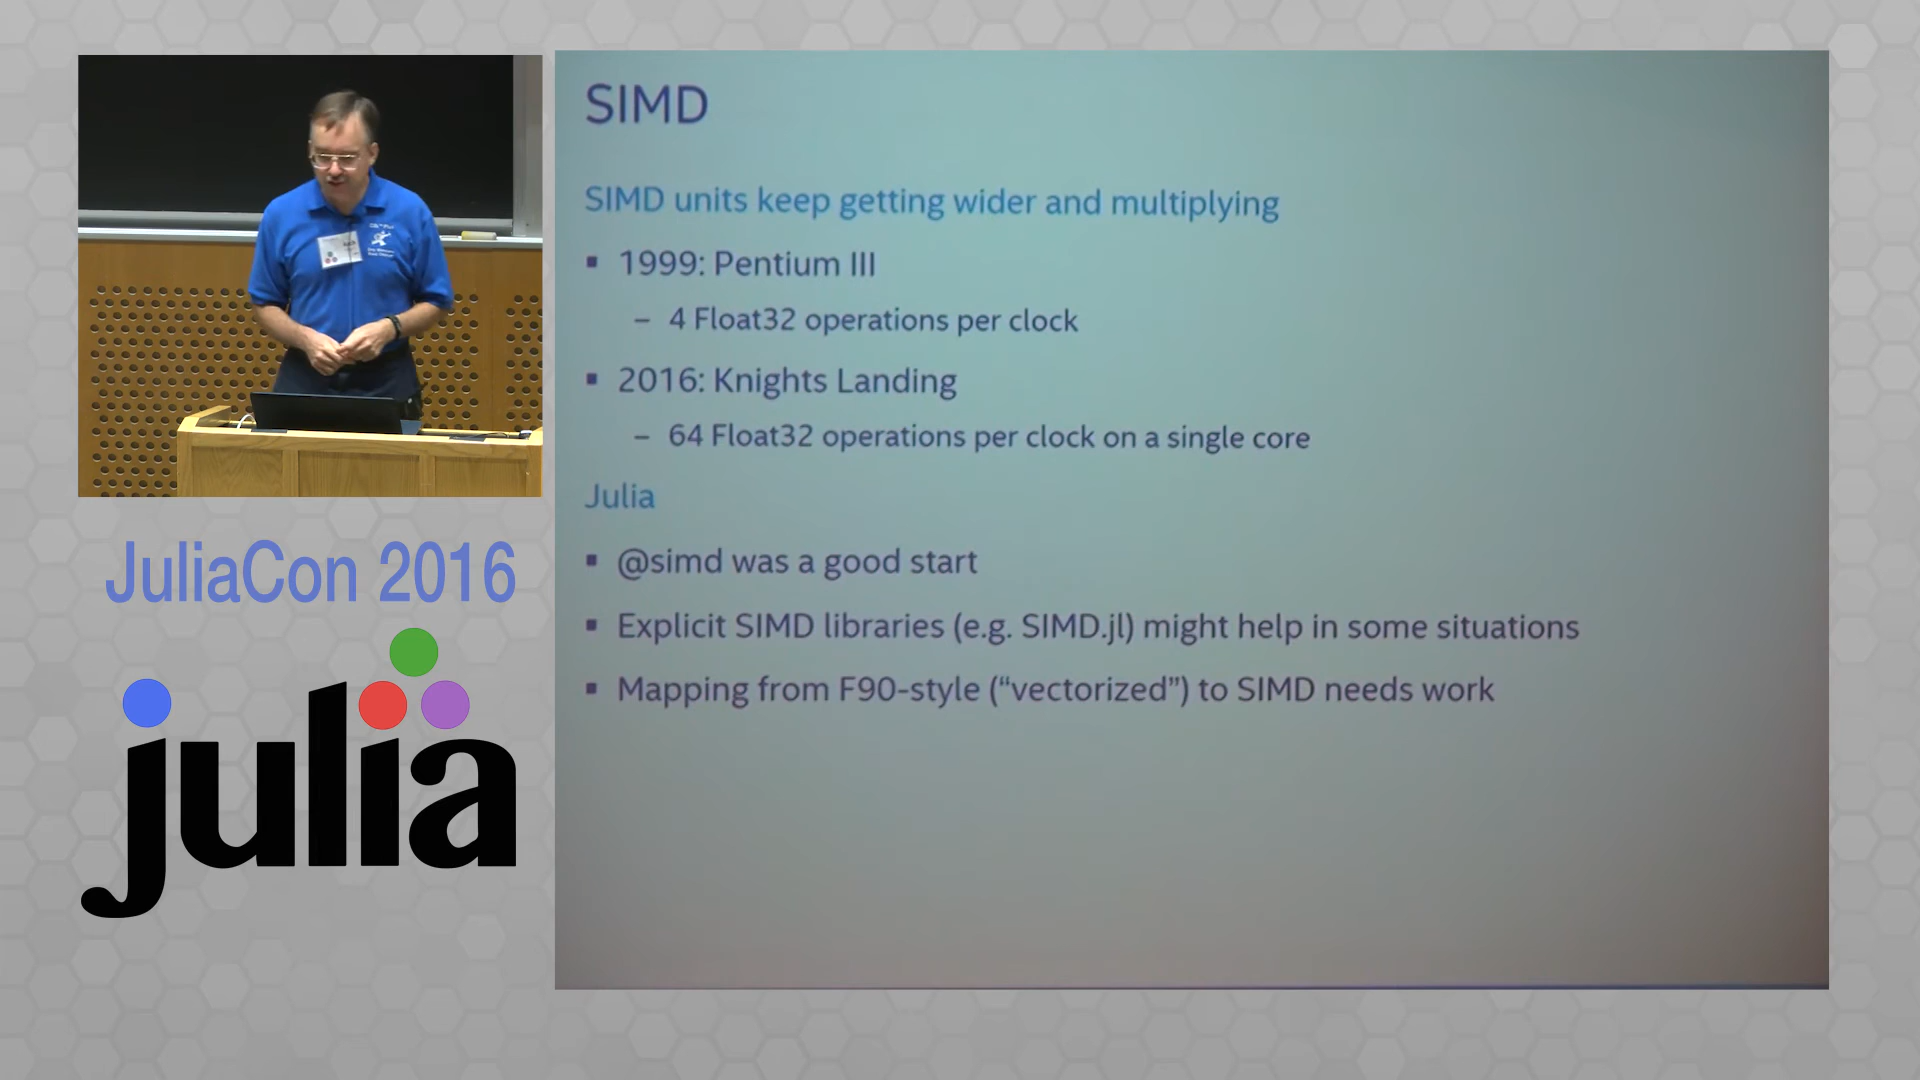 SIMD
SIMD units keep getting wider and multiplying
▪ 1999: Pentium III
– 4 Float32 operations per clock
▪ 2016: Knights Landing
– 64 Float32 operations per clock on a single core
Julia
▪ @simd was a good start
▪ Explicit SIMD libraries (e.g. SIMD.jl) might help in some situations
▪ Mapping from F90-style (“vectorized”) to SIMD needs work
JuliaCon 2016
julia